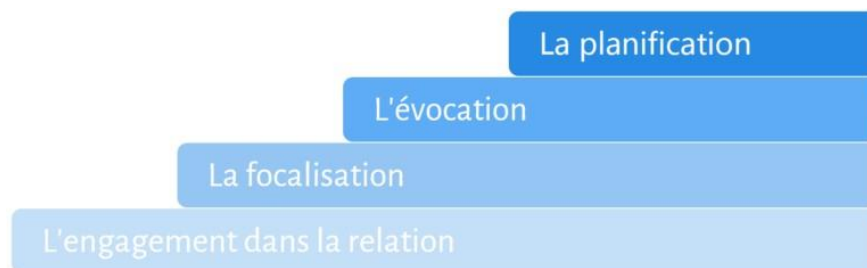 La planification
L'évocation
La focalisation
L'engagement dans la relation